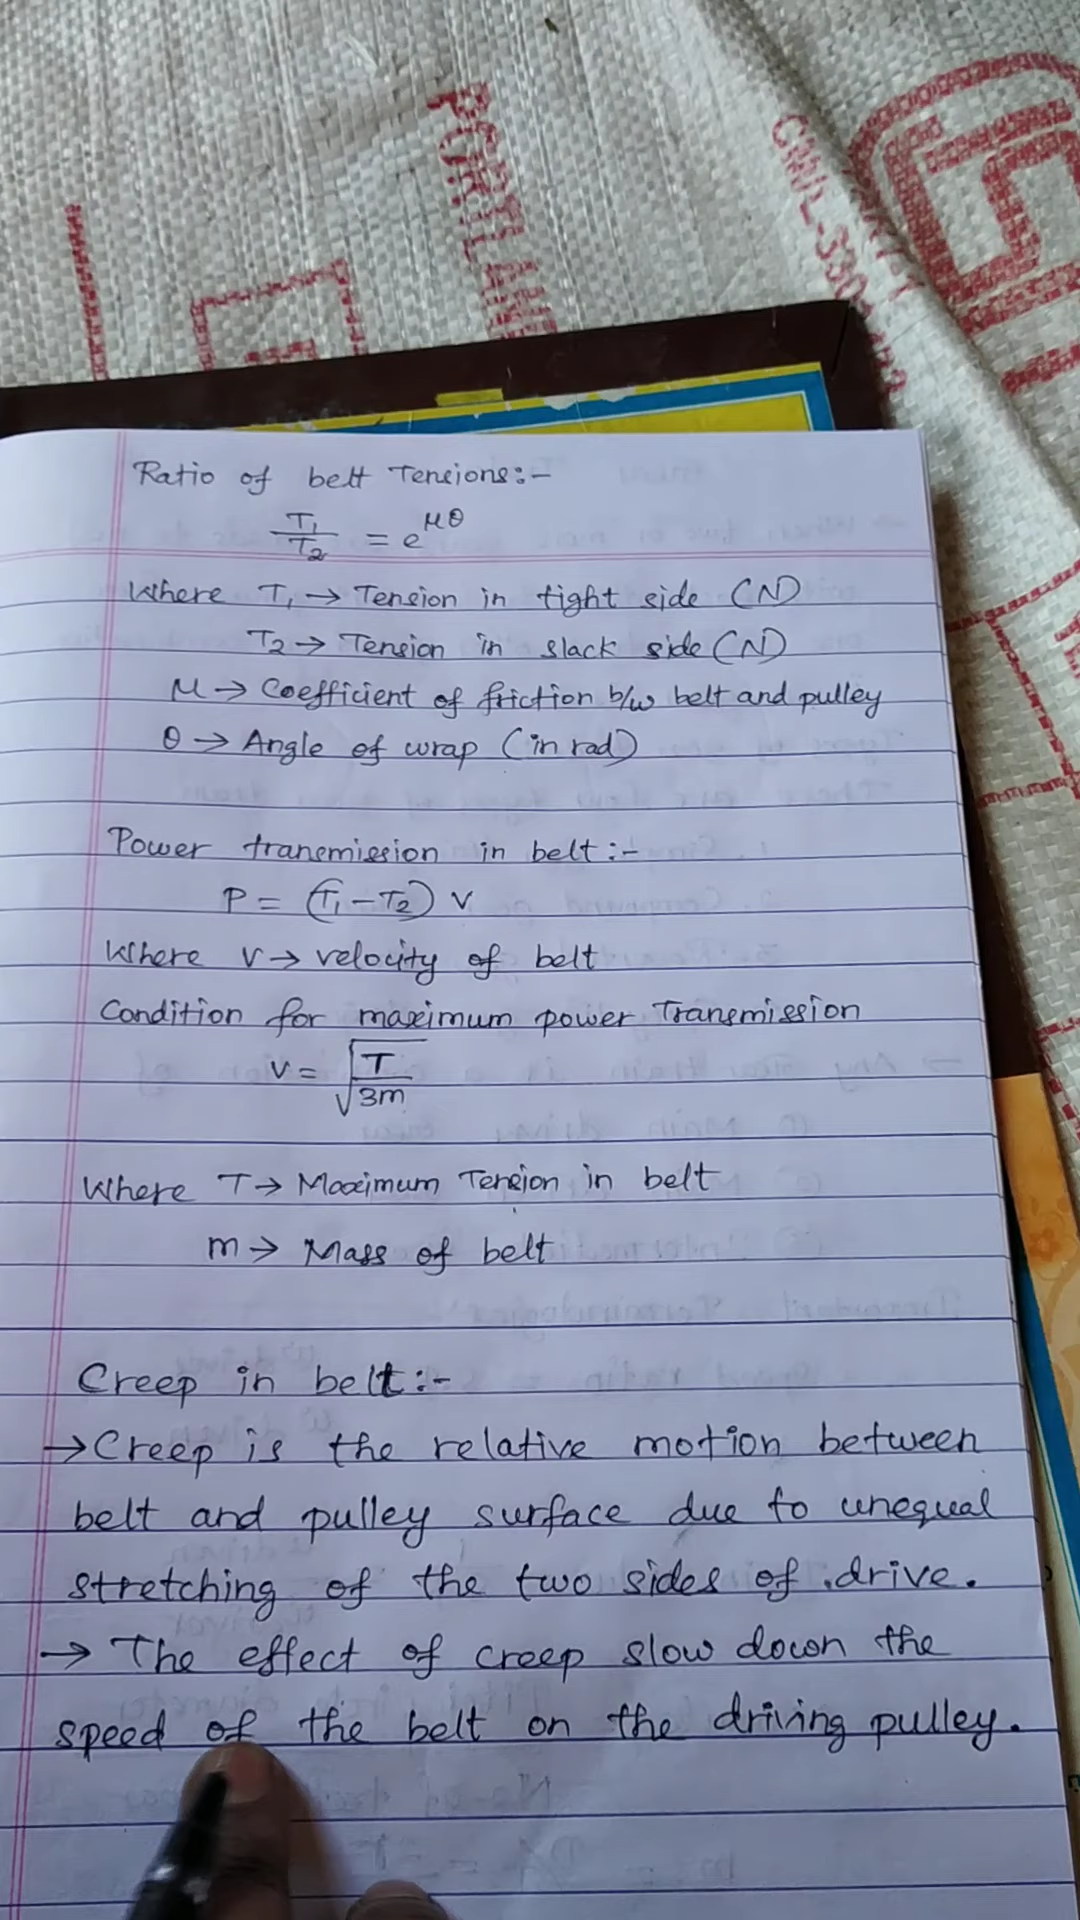 PORTLAND
CM/L-530
Ratio of belt Tensions:-
T₁/T₂ = e^μθ
Where T₁ → Tension in tight side (N)
T₂ → Tension in slack side (N)
μ → Coefficient of friction b/w belt and pulley
θ → Angle of wrap (in rad)
Power transmission in belt :-
P = (T₁ - T₂) V
Where V → velocity of belt
Condition for maximum power Transmission
V = √(T/3m)
Where T → Maximum Tension in belt
m → Mass of belt
Creep in belt:-
→ Creep is the relative motion between
belt and pulley surface due to unequal
stretching of the two sides of drive.
→ The effect of creep slow down the
speed of the belt on the driving pulley.